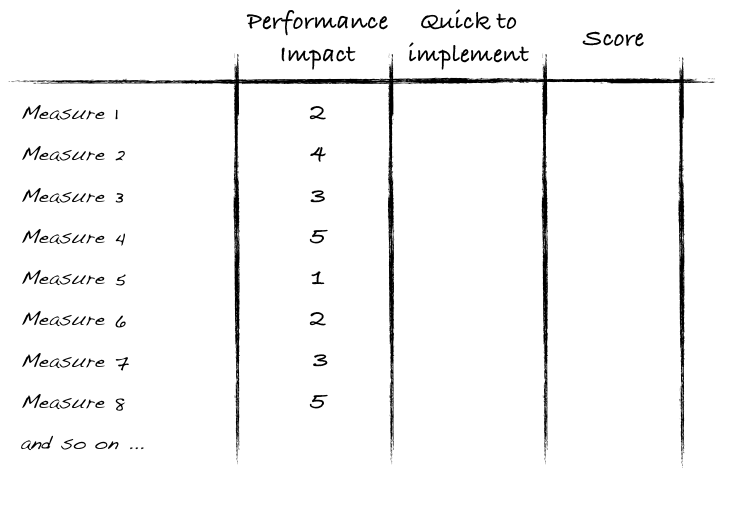 Performance Impact Quick to implement Score
Measure 1 2
Measure 2 4
Measure 3 3
Measure 4 5
Measure 5 1
Measure 6 2
Measure 7 3
Measure 8 5
and so on ...